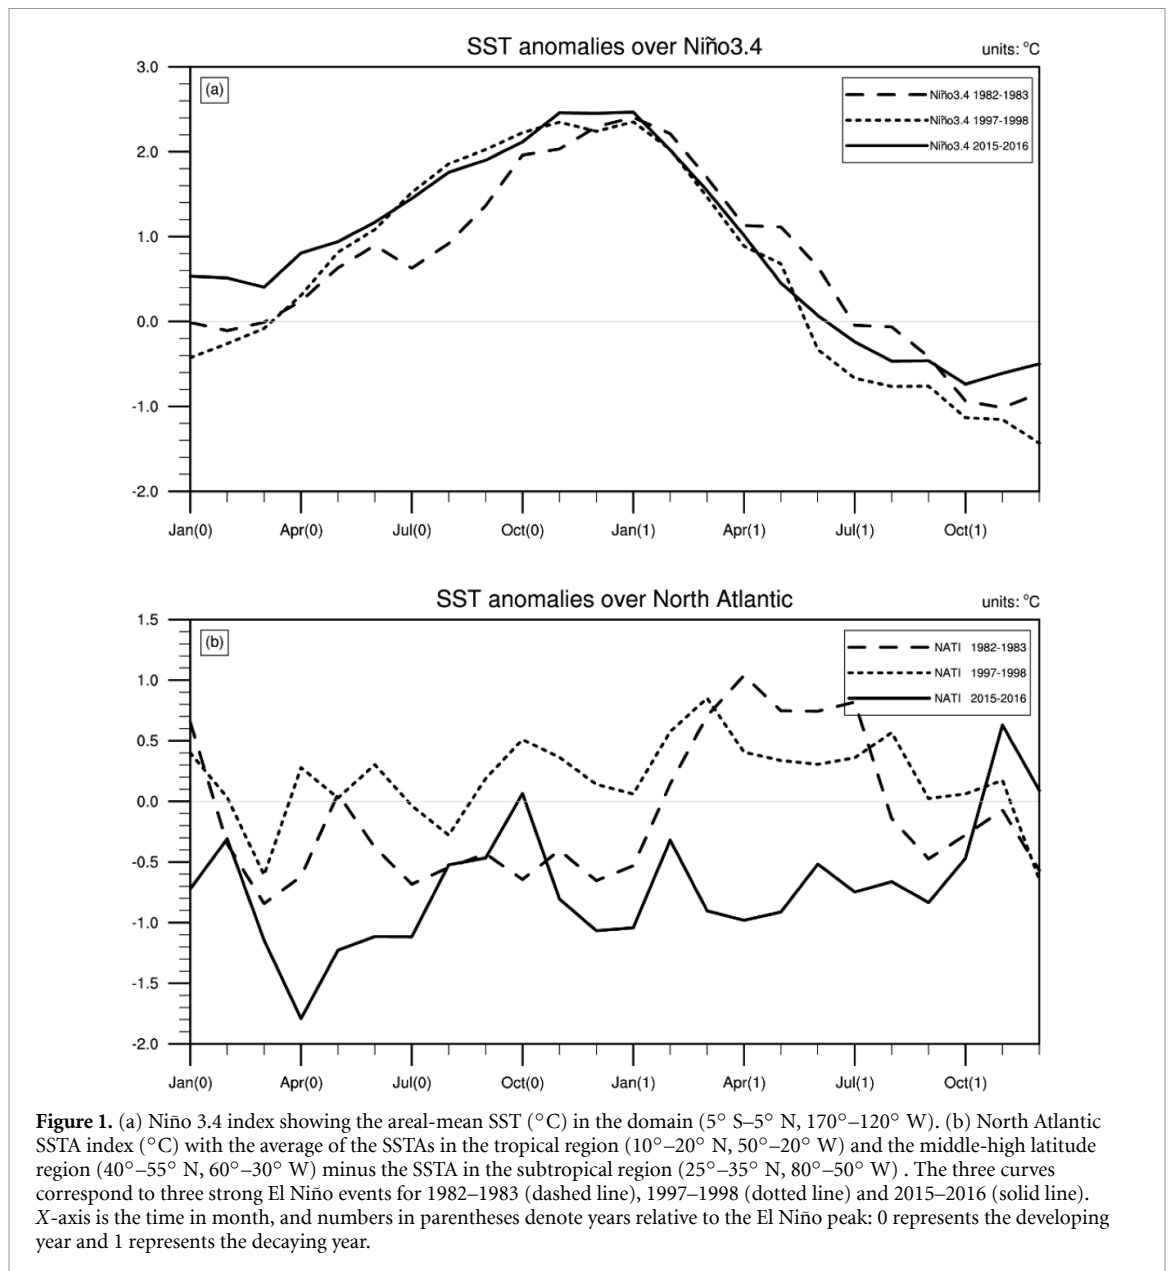 SST anomalies over Niño3.4
units: °C
(a)
3.0
2.0
1.0
0.0
-1.0
-2.0
Niño3.4 1982-1983
Niño3.4 1997-1998
Niño3.4 2015-2016
Jan(0) Apr(0) Jul(0) Oct(0) Jan(1) Apr(1) Jul(1) Oct(1)
SST anomalies over North Atlantic
units: °C
(b)
1.5
1.0
0.5
0.0
-0.5
-1.0
-1.5
-2.0
NATI 1982-1983
NATI 1997-1998
NATI 2015-2016
Jan(0) Apr(0) Jul(0) Oct(0) Jan(1) Apr(1) Jul(1) Oct(1)
Figure 1. (a) Niño 3.4 index showing the areal-mean SST (°C) in the domain (5° S–5° N, 170°–120° W). (b) North Atlantic
SSTA index (°C) with the average of the SSTAs in the tropical region (10°–20° N, 50°–20° W) and the middle-high latitude
region (40°–55° N, 60°–30° W) minus the SSTA in the subtropical region (25°–35° N, 80°–50° W) . The three curves
correspond to three strong El Niño events for 1982–1983 (dashed line), 1997–1998 (dotted line) and 2015–2016 (solid line).
X-axis is the time in month, and numbers in parentheses denote years relative to the El Niño peak: 0 represents the developing
year and 1 represents the decaying year.